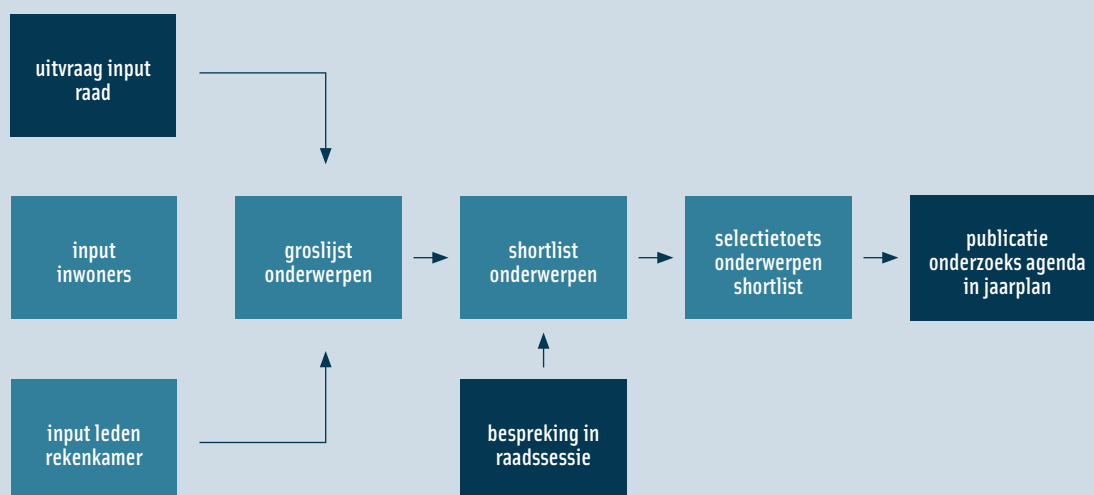 uitvraag input
raad
input
inwoners
groslijst
onderwerpen
shortlist
onderwerpen
selectietoets
onderwerpen
shortlist
publicatie
onderzoeks agenda
in jaarplan
input leden
rekenkamer
bespreking in
raadssessie